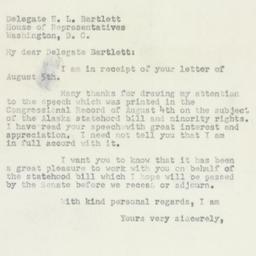 Delegate E. L. Bartlett
House of Representatives
Washington, D. C.
My dear Delegate Bartlett:
I am in receipt of your letter of
August 5th.
Many thanks for drawing my attention
to the speech which was printed in the
Congressional Record of August 4th on the subject
of the Alaska statehood bill and minority rights.
I have read your speech with great interest and
appreciation. I need not tell you that I am
in full accord with it.
I want you to know that it has been
a great pleasure to work with you on behalf of
the statehood bill which I hope will be passed
by the Senate before we recess or adjourn.
With kind personal regards, I am
Yours very sincerely,